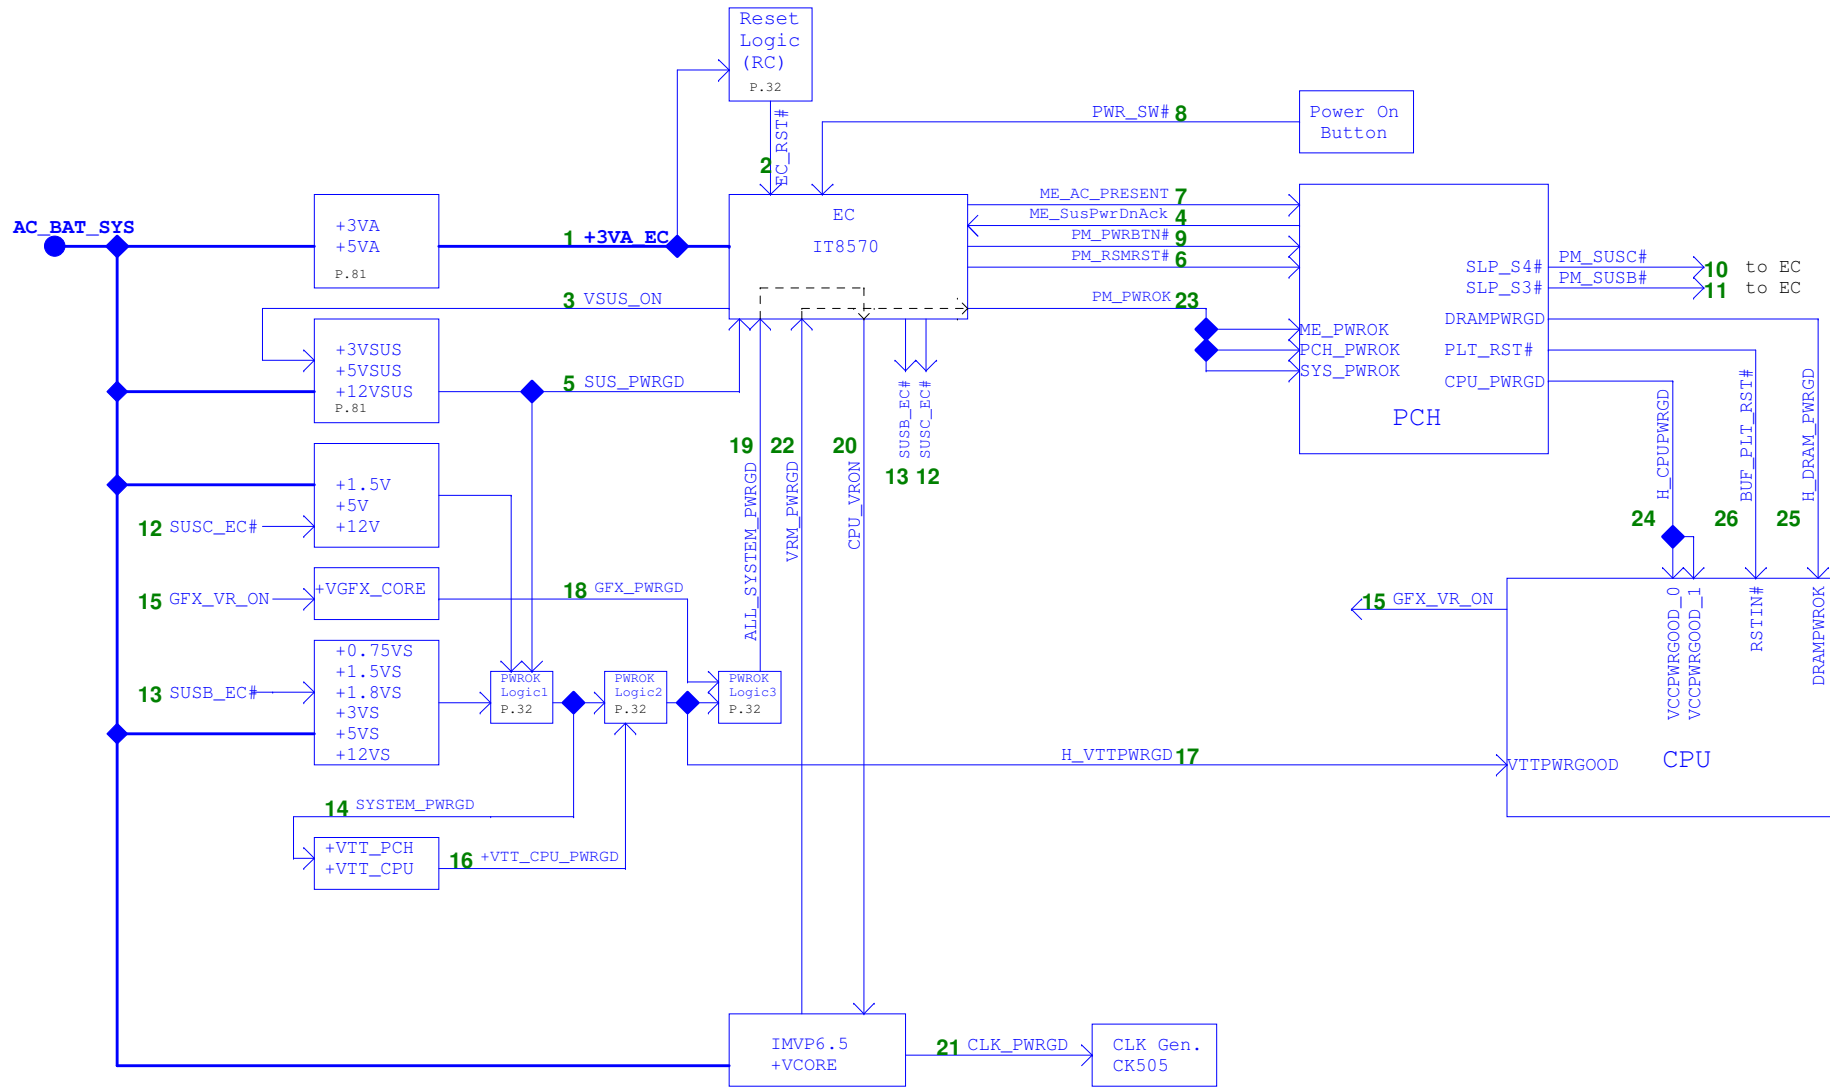 Reset
Logic
(RC)
P.32
EC_RST#
2
PWR_SW# 8
Power On
Button
AC_BAT_SYS
+3VA
+5VA
P.81
1 +3VA_EC
EC
IT8570
ME_AC_PRESENT 7
ME_SusPwrDnAck 4
PM_PWRBTN# 9
PM_RSMRST# 6
PM_PWROK 23
SLP_S4#
SLP_S3#
PM_SUSC# 10 to EC
PM_SUSB# 11 to EC
DRAMPWRGD
PLT_RST#
CPU_PWRGD
ME_PWROK
PCH_PWROK
SYS_PWROK
PCH
3 VSUS_ON
+3VSUS
+5VSUS
+12VSUS
P.81
5 SUS_PWRGD
SUSB_EC#
SUSC_EC#
13 12
+1.5V
+5V
+12V
12 SUSC_EC#
19 22 20
ALL_SYSTEM_PWRGD
VRM_PWRGD
CPU_VRON
H_CPUPWRGD
BUF_PLT_RST#
H_DRAM_PWRGD
24 26 25
15 GFX_VR_ON
+VGFX_CORE
18 GFX_PWRGD
15 GFX_VR_ON
VCCPWRGOOD_0
VCCPWRGOOD_1
RSTIN#
DRAMPWROK
13 SUSB_EC#
+0.75VS
+1.5VS
+1.8VS
+3VS
+5VS
+12VS
PWROK
Logic1
P.32
PWROK
Logic2
P.32
PWROK
Logic3
P.32
H_VTTPWRGD 17
VTTPWRGOOD
CPU
14 SYSTEM_PWRGD
+VTT_PCH
+VTT_CPU
16 +VTT_CPU_PWRGD
IMVP6.5
+VCORE
21 CLK_PWRGD
CLK Gen.
CK505